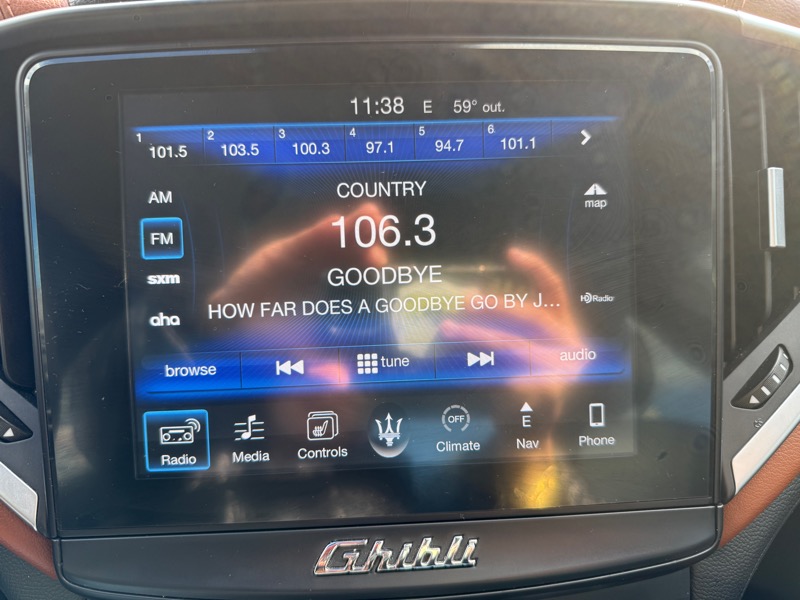 11:38 E 59° out.
1 101.5 2 103.5 3 100.3 4 97.1 5 94.7 6 101.1
AM
COUNTRY
map
FM
106.3
sxm
GOODBYE
aha
HOW FAR DOES A GOODBYE GO BY J...
HD Radio
browse tune audio
OFF
E
Radio Media Controls Climate Nav Phone
Ghibli